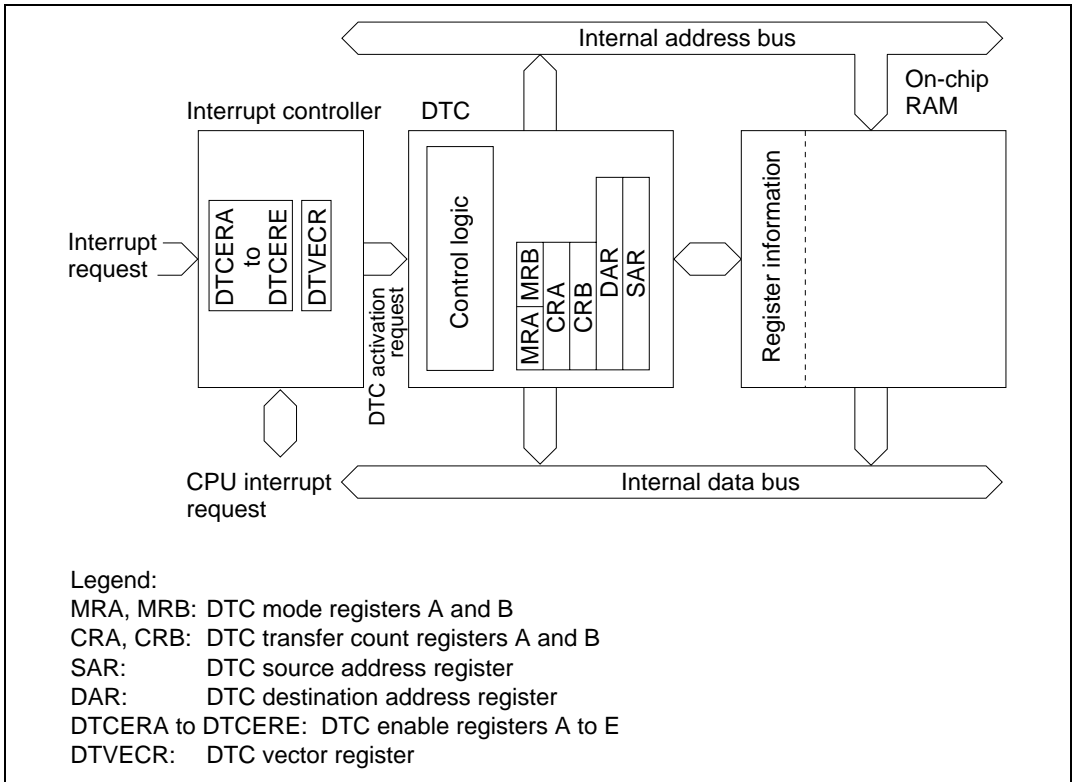 Internal address bus
On-chip
RAM
Interrupt controller
DTC
Interrupt
request
DTCERA
to
DTCERE
DTVECR
DTC activation
request
Control logic
MRA
MRB
CRA
CRB
DAR
SAR
Register information
CPU interrupt
request
Internal data bus
Legend:
MRA, MRB: DTC mode registers A and B
CRA, CRB: DTC transfer count registers A and B
SAR: DTC source address register
DAR: DTC destination address register
DTCERA to DTCERE: DTC enable registers A to E
DTVECR: DTC vector register